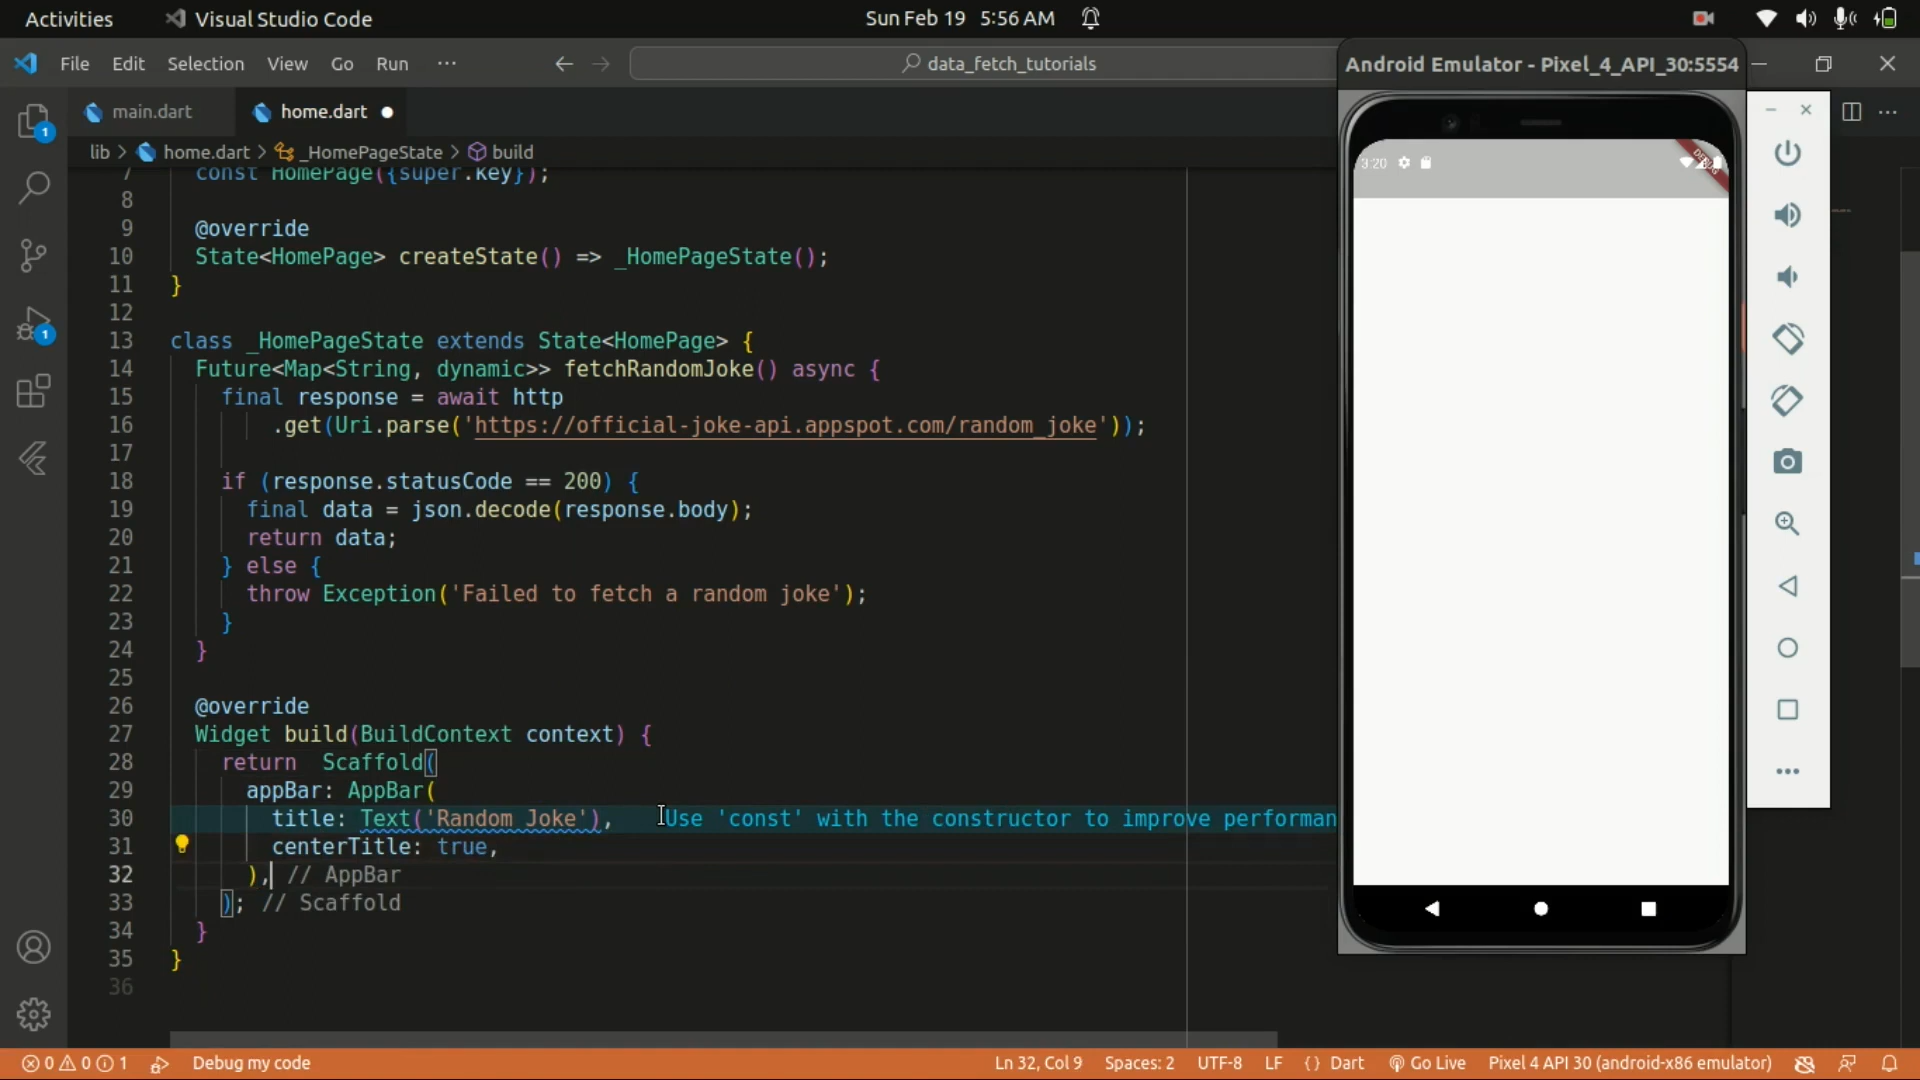 Activities Visual Studio Code Sun Feb 19 5:56 AM
File Edit Selection View Go Run ··· data_fetch_tutorials
Android Emulator - Pixel_4_API_30:5554
main.dart home.dart
lib > home.dart > _HomePageState > build
7 const HomePage({super.key});
8
9 @override
10 State<HomePage> createState() => _HomePageState();
11 }
12
13 class _HomePageState extends State<HomePage> {
14 Future<Map<String, dynamic>> fetchRandomJoke() async {
15 final response = await http
16 .get(Uri.parse('https://official-joke-api.appspot.com/random_joke'));
17
18 if (response.statusCode == 200) {
19 final data = json.decode(response.body);
20 return data;
21 } else {
22 throw Exception('Failed to fetch a random joke');
23 }
24 }
25
26 @override
27 Widget build(BuildContext context) {
28 return Scaffold(
29 appBar: AppBar(
30 title: Text('Random Joke'), Use 'const' with the constructor to improve performan
31 centerTitle: true,
32 ), // AppBar
33 ); // Scaffold
34 }
35 }
36
1
1
3:20
DEBUG
0 0 1 Debug my code Ln 32, Col 9 Spaces: 2 UTF-8 LF {} Dart Go Live Pixel 4 API 30 (android-x86 emulator)